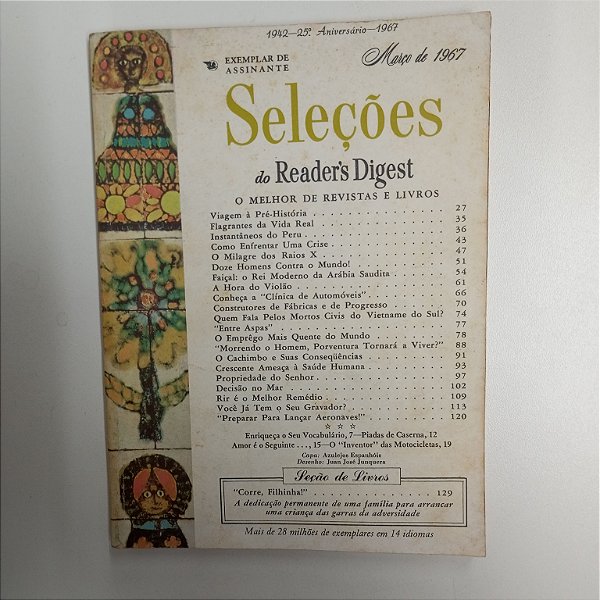 1942—25º Aniversário—1967
EXEMPLAR DE
ASSINANTE
Março de 1967
Seleções
do Reader's Digest
O MELHOR DE REVISTAS E LIVROS
Viagem à Pré-História . . . . . . . . . . . . 27
Flagrantes da Vida Real . . . . . . . . . . . . 35
Instantâneos do Peru . . . . . . . . . . . . 36
Como Enfrentar Uma Crise . . . . . . . . . . . . 43
O Milagre dos Raios X . . . . . . . . . . . . 47
Doze Homens Contra o Mundo! . . . . . . . . . . . . 51
Faiçal: o Rei Moderno da Arábia Saudita . . . . . . 54
A Hora do Violão . . . . . . . . . . . . 61
Conheça a "Clínica de Automóveis" . . . . . . . . 66
Construtores de Fábricas e de Progresso . . . . . . 70
Quem Fala Pelos Mortos Civis do Vietname do Sul? 74
"Entre Aspas" . . . . . . . . . . . . 77
O Emprêgo Mais Quente do Mundo . . . . . . . . 78
"Morrendo o Homem, Porventura Tornará a Viver?" 88
O Cachimbo e Suas Conseqüências . . . . . . . . 91
Crescente Ameaça à Saúde Humana . . . . . . . . 93
Propriedade do Senhor . . . . . . . . . . . . 97
Decisão no Mar . . . . . . . . . . . . 102
Rir é o Melhor Remédio . . . . . . . . . . . . 109
Você Já Tem o Seu Gravador? . . . . . . . . . . 113
"Preparar Para Lançar Aeronaves!" . . . . . . . . 120
☆ ☆ ☆
Enriqueça o Seu Vocabulário, 7—Piadas de Caserna, 12
Amor é o Seguinte . . ., 15—O "Inventor" das Motocicletas, 19
Capa: Azulejos Espanhóis
Desenho: Juan José Junquera
Seção de Livros
"Corre, Filhinha!" . . . . . . . . . . . . 129
A dedicação permanente de uma família para arrancar
uma criança das garras da adversidade
Mais de 28 milhões de exemplares em 14 idiomas